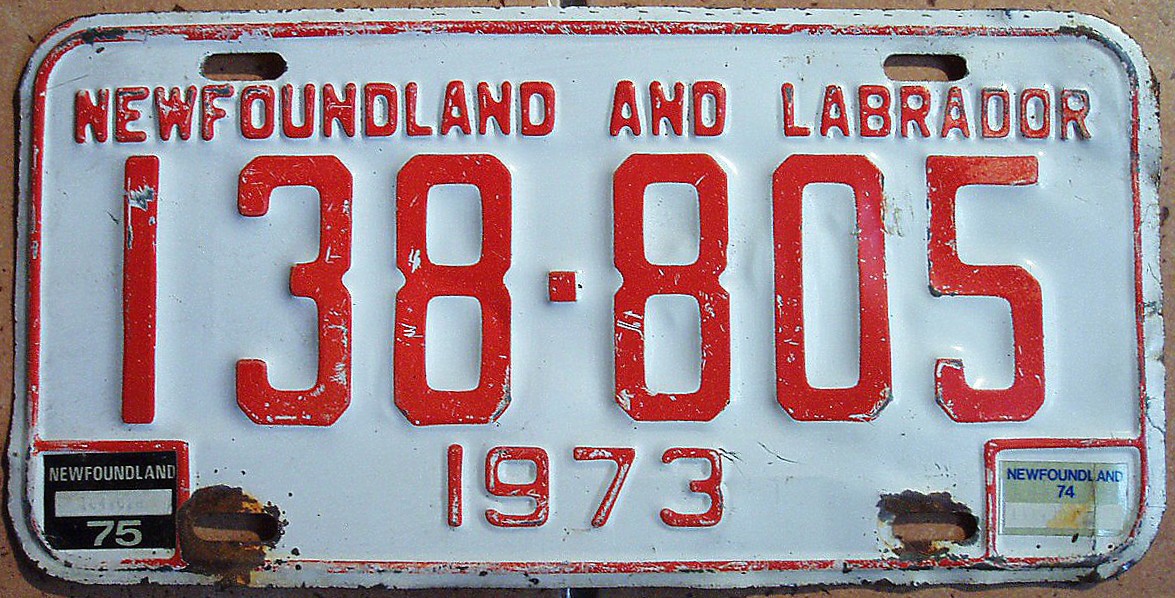 NEWFOUNDLAND AND LABRADOR
138·805
1973
NEWFOUNDLAND
75
NEWFOUNDLAND
74